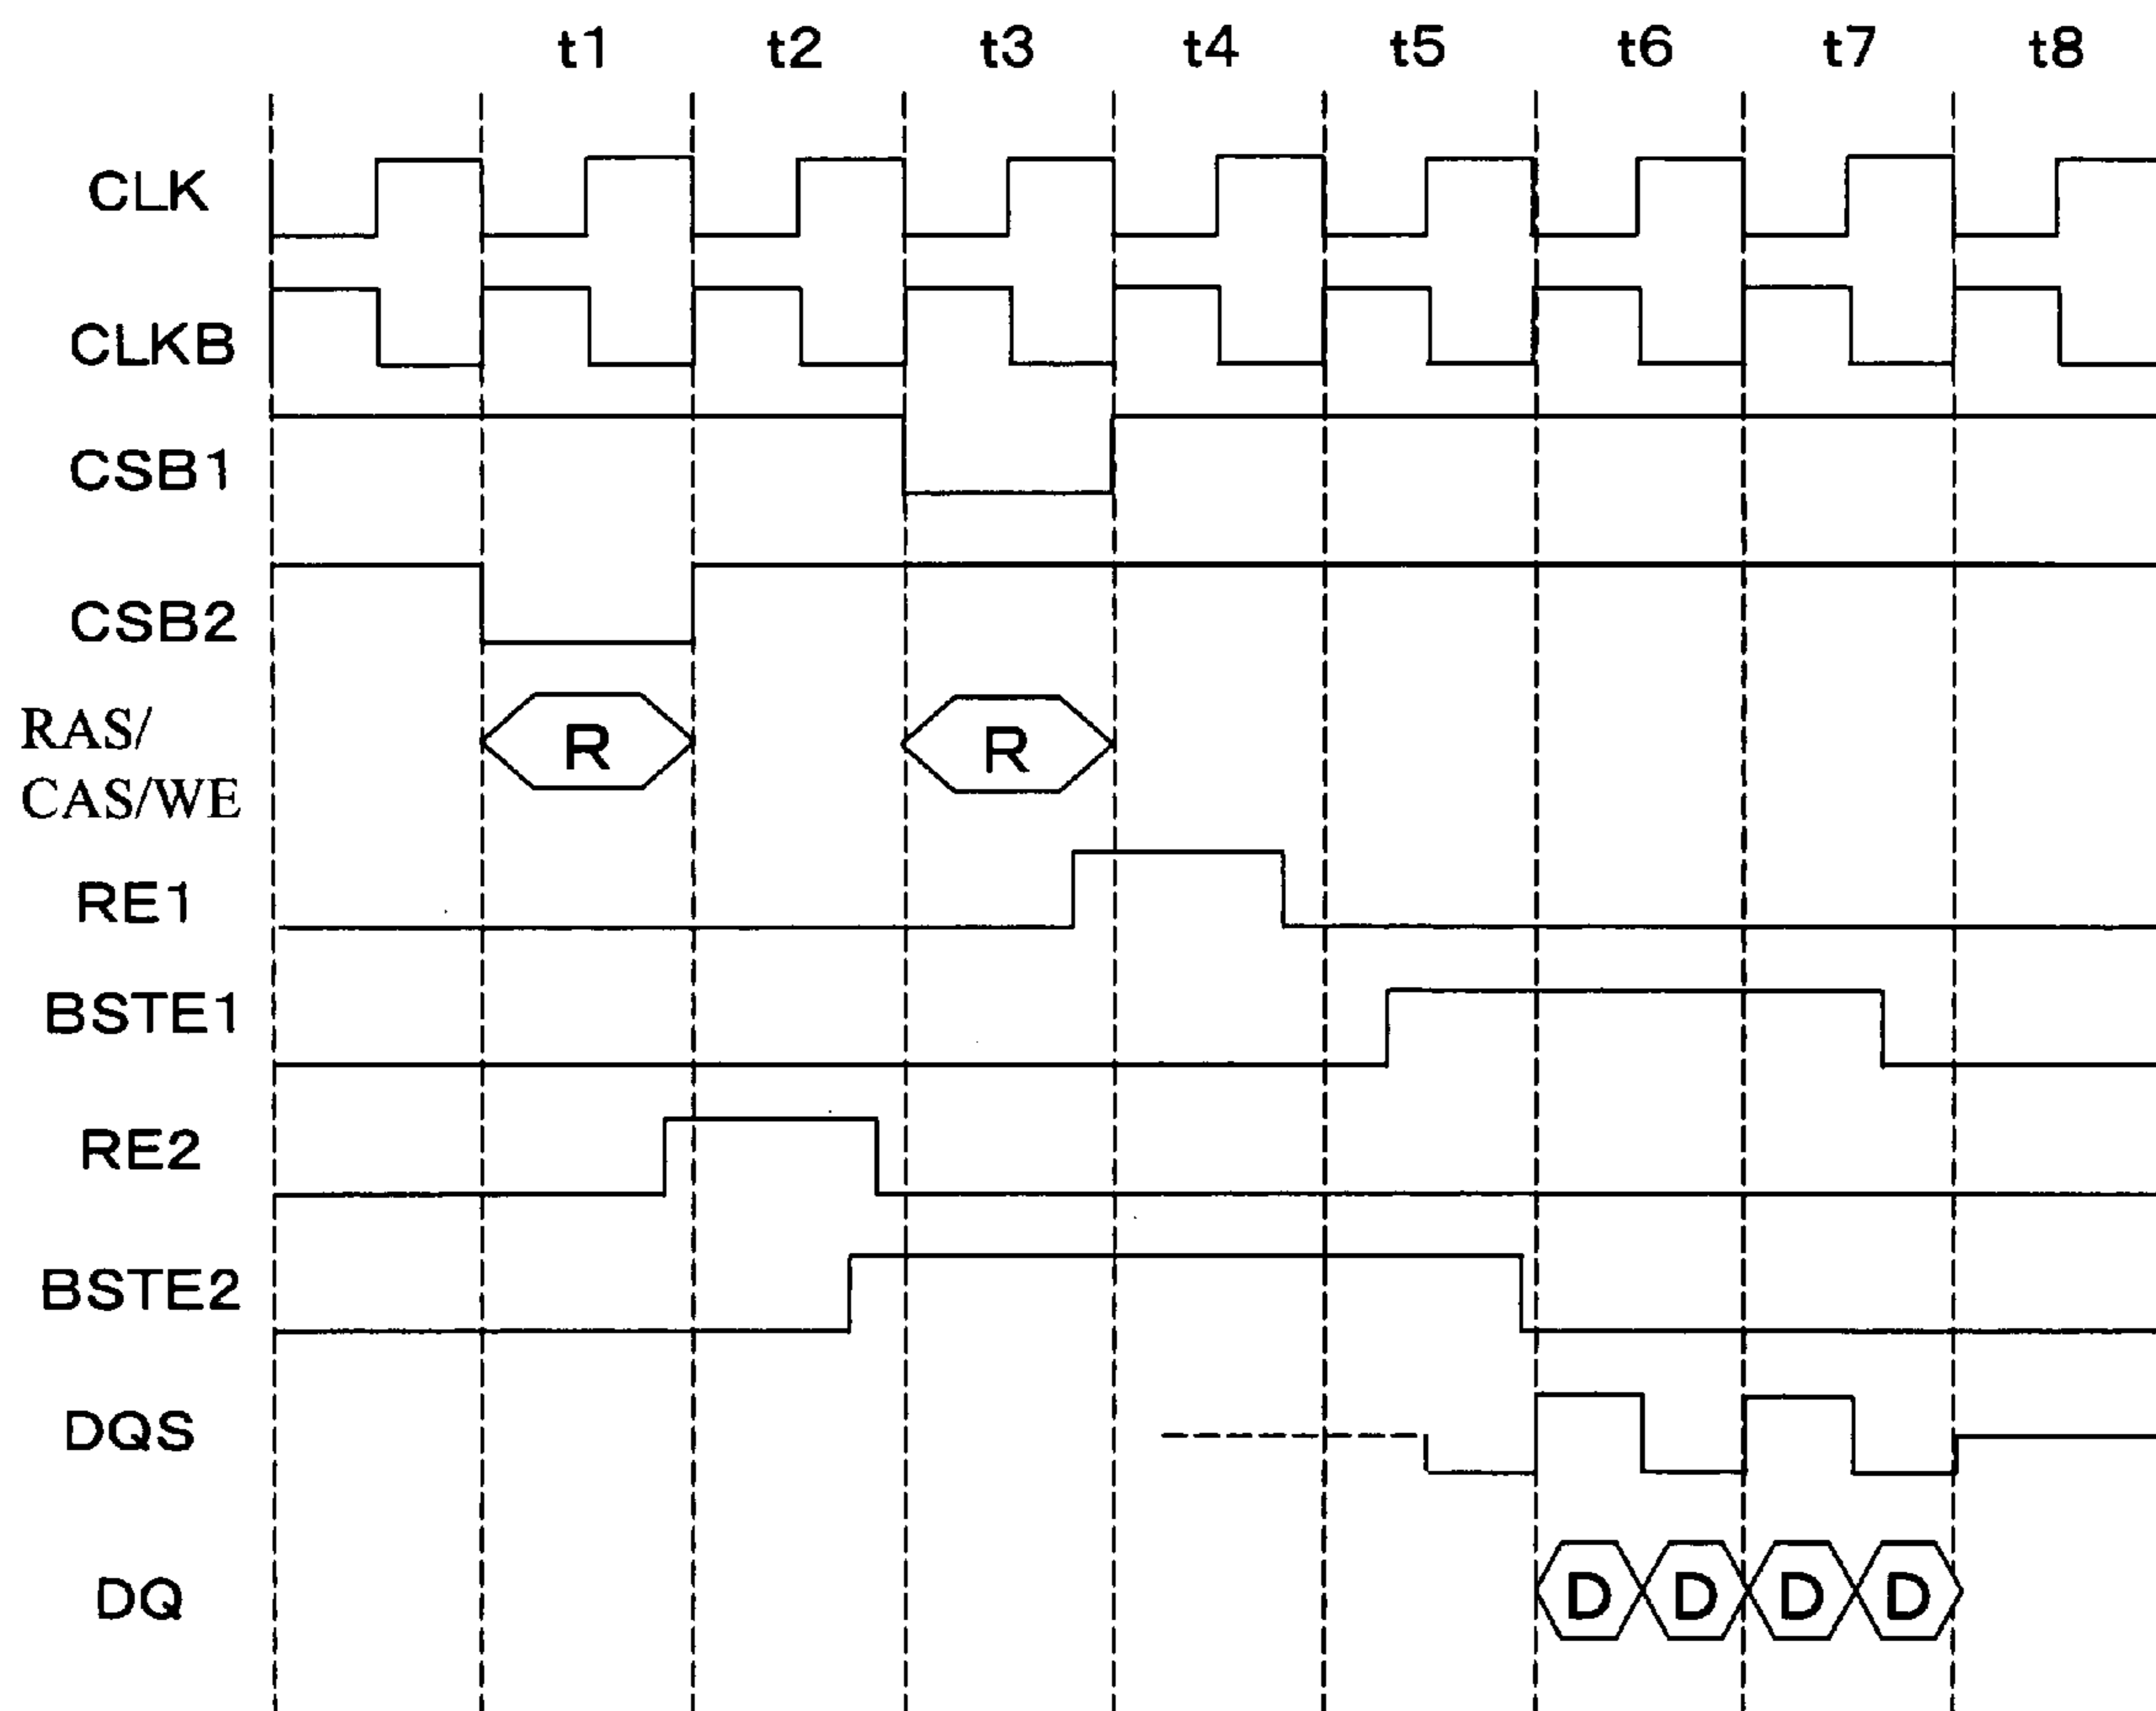 t1 t2 t3 t4 t5 t6 t7 t8
CLK
CLKB
CSB1
CSB2
RAS/
CAS/WE
R R
RE1
BSTE1
RE2
BSTE2
DQS
DQ D D D D